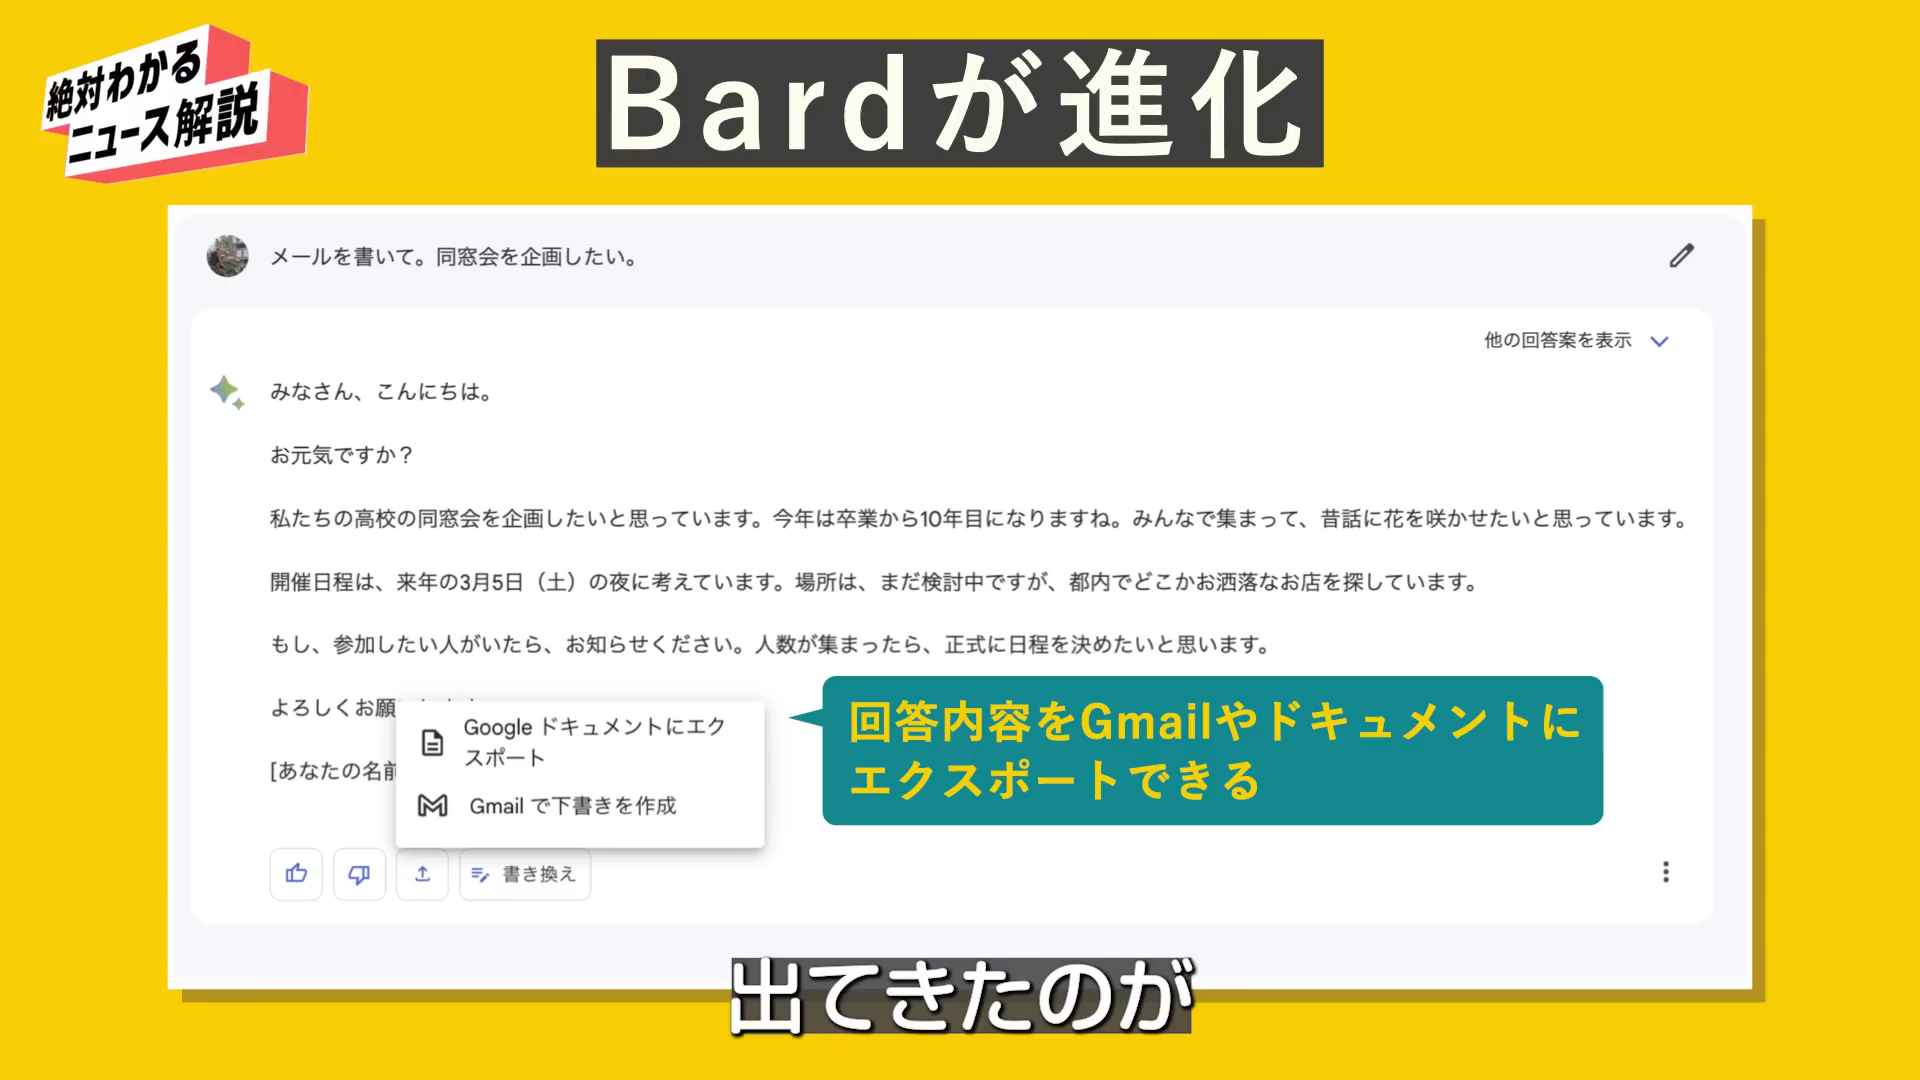 絶対わかる
ニュース解説
Bardが進化
メールを書いて。同窓会を企画したい。
他の回答案を表示
みなさん、こんにちは。
お元気ですか？
私たちの高校の同窓会を企画したいと思っています。今年は卒業から10年目になりますね。みんなで集まって、昔話に花を咲かせたいと思っています。
開催日程は、来年の3月5日（土）の夜に考えています。場所は、まだ検討中ですが、都内でどこかお洒落なお店を探しています。
もし、参加したい人がいたら、お知らせください。人数が集まったら、正式に日程を決めたいと思います。
よろしくお願
[あなたの名前
Google ドキュメントにエク
スポート
Gmail で下書きを作成
回答内容をGmailやドキュメントに
エクスポートできる
書き換え
出てきたのが